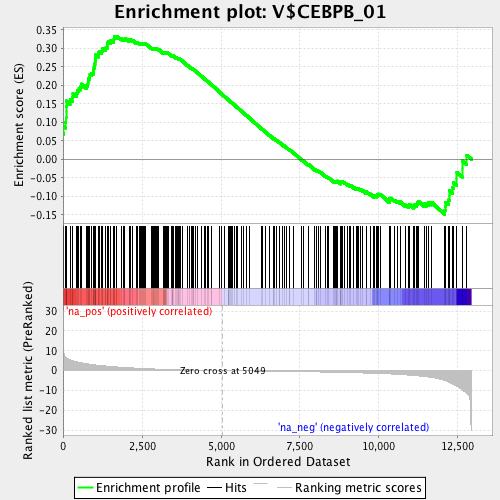 Enrichment plot: V$CEBPB_01
Enrichment score (ES)
0.35
0.30
0.25
0.20
0.15
0.10
0.05
0.00
-0.05
-0.10
-0.15
Ranked list metric (PreRanked)
30
20
10
0
-10
-20
-30
'na_pos' (positively correlated)
Zero cross at 5049
'na_neg' (negatively correlated)
0
2,500
5,000
7,500
10,000
12,500
Rank in Ordered Dataset
Enrichment profile
Hits
Ranking metric scores